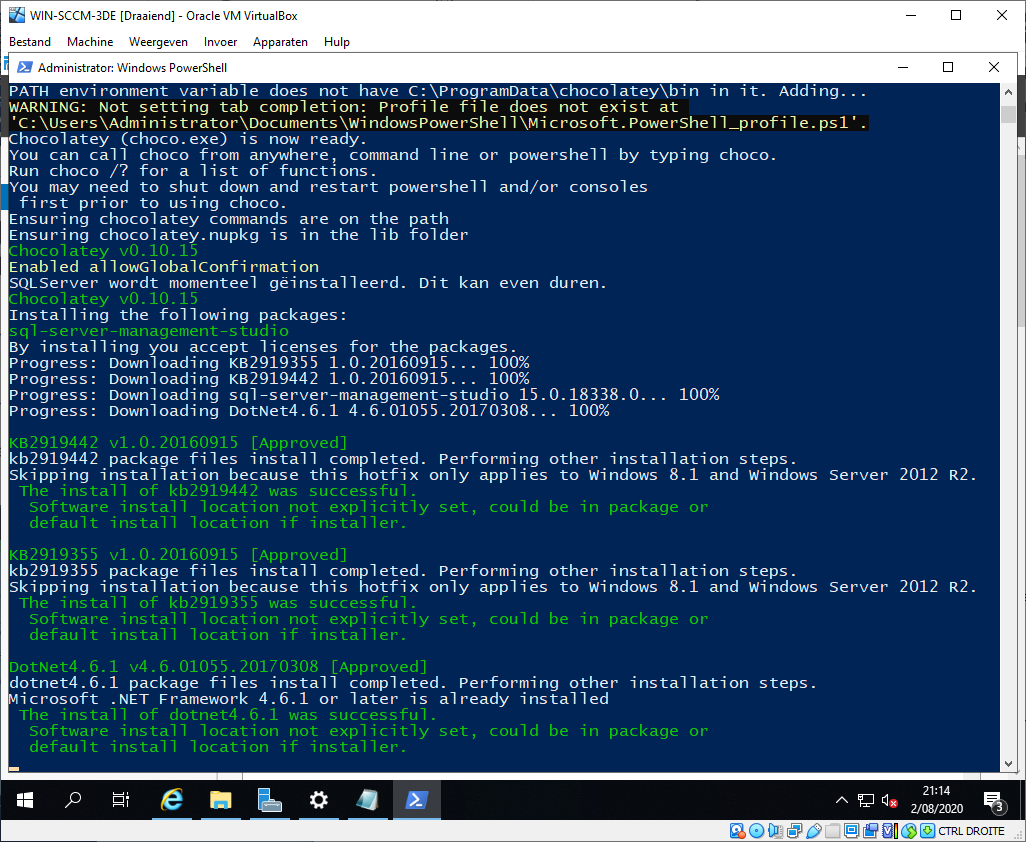 WIN-SCCM-3DE [Draaiend] - Oracle VM VirtualBox
Bestand Machine Weergeven Invoer Apparaten Hulp
Administrator: Windows PowerShell
PATH environment variable does not have C:\ProgramData\chocolatey\bin in it. Adding...
WARNING: Not setting tab completion: Profile file does not exist at
'C:\Users\Administrator\Documents\WindowsPowerShell\Microsoft.PowerShell_profile.ps1'.
Chocolatey (choco.exe) is now ready.
You can call choco from anywhere, command line or powershell by typing choco.
Run choco /? for a list of functions.
You may need to shut down and restart powershell and/or consoles
first prior to using choco.
Ensuring chocolatey commands are on the path
Ensuring chocolatey.nupkg is in the lib folder
Chocolatey v0.10.15
Enabled allowGlobalConfirmation
SQLServer wordt momenteel gëinstalleerd. Dit kan even duren.
Chocolatey v0.10.15
Installing the following packages:
sql-server-management-studio
By installing you accept licenses for the packages.
Progress: Downloading KB2919355 1.0.20160915... 100%
Progress: Downloading KB2919442 1.0.20160915... 100%
Progress: Downloading sql-server-management-studio 15.0.18338.0... 100%
Progress: Downloading DotNet4.6.1 4.6.01055.20170308... 100%
KB2919442 v1.0.20160915 [Approved]
kb2919442 package files install completed. Performing other installation steps.
Skipping installation because this hotfix only applies to Windows 8.1 and Windows Server 2012 R2.
The install of kb2919442 was successful.
Software install location not explicitly set, could be in package or
default install location if installer.
KB2919355 v1.0.20160915 [Approved]
kb2919355 package files install completed. Performing other installation steps.
Skipping installation because this hotfix only applies to Windows 8.1 and Windows Server 2012 R2.
The install of kb2919355 was successful.
Software install location not explicitly set, could be in package or
default install location if installer.
DotNet4.6.1 v4.6.01055.20170308 [Approved]
dotnet4.6.1 package files install completed. Performing other installation steps.
Microsoft .NET Framework 4.6.1 or later is already installed
The install of dotnet4.6.1 was successful.
Software install location not explicitly set, could be in package or
default install location if installer.
21:14
2/08/2020
3
CTRL DROITE